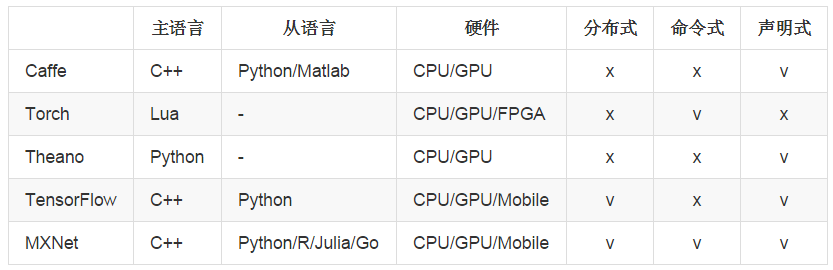 主语言 从语言 硬件 分布式 命令式 声明式
Caffe C++ Python/Matlab CPU/GPU x x v
Torch Lua - CPU/GPU/FPGA x v x
Theano Python - CPU/GPU x x v
TensorFlow C++ Python CPU/GPU/Mobile v x v
MXNet C++ Python/R/Julia/Go CPU/GPU/Mobile v v v